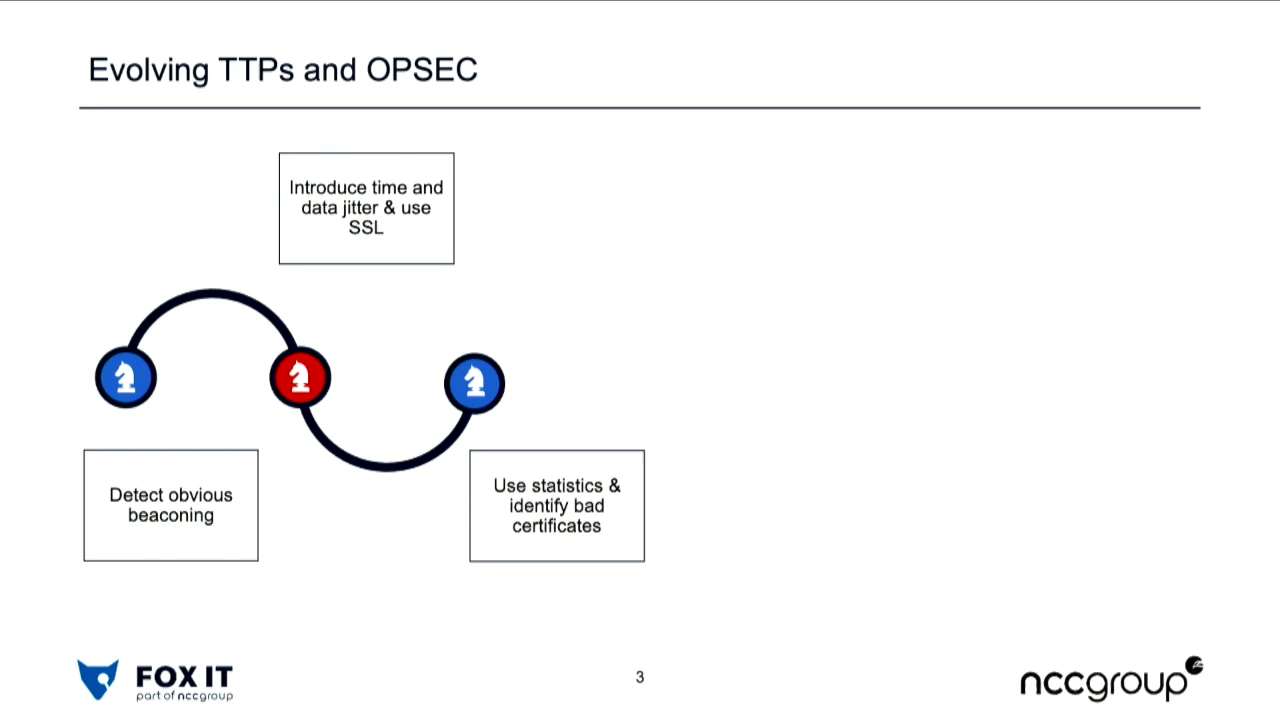 Evolving TTPs and OPSEC
Introduce time and
data jitter & use
SSL
Detect obvious
beaconing
Use statistics &
identify bad
certificates
FOX IT
part of nccgroup
3
nccgroup